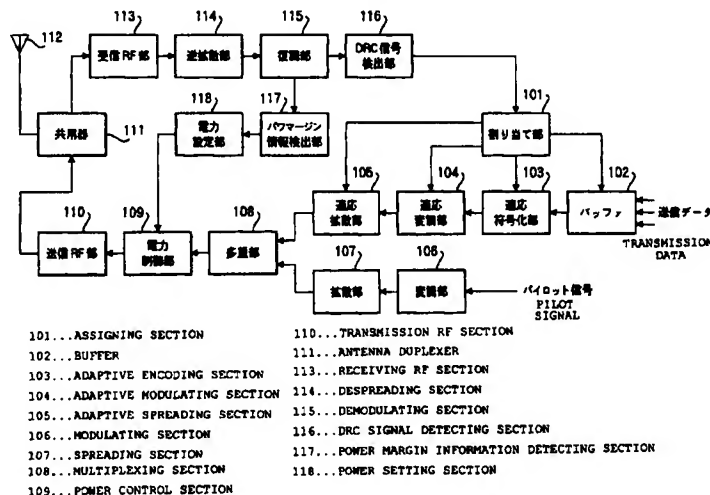 113
114
115
116
112
受信RF部
逆拡散部
復調部
DRC信号
検出部
118
117
101
共用器
111
電力
設定部
パワマージン
情報検出部
割り当て部
105
104
103
102
110
109
108
適応
拡散部
適応
変調部
適応
符号化部
バッファ
送信データ
TRANSMISSION
DATA
送信RF部
電力
制御部
多重部
107
106
拡散部
変調部
パイロット信号
PILOT
SIGNAL
101...ASSIGNING SECTION
102...BUFFER
103...ADAPTIVE ENCODING SECTION
104...ADAPTIVE MODULATING SECTION
105...ADAPTIVE SPREADING SECTION
106...MODULATING SECTION
107...SPREADING SECTION
108...MULTIPLEXING SECTION
109...POWER CONTROL SECTION
110...TRANSMISSION RF SECTION
111...ANTENNA DUPLEXER
113...RECEIVING RF SECTION
114...DESPREADING SECTION
115...DEMODULATING SECTION
116...DRC SIGNAL DETECTING SECTION
117...POWER MARGIN INFORMATION DETECTING SECTION
118...POWER SETTING SECTION